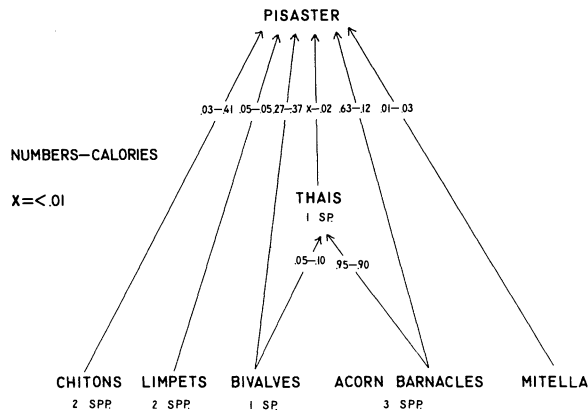 PISASTER
.03–.41 .05–.05 .27–.37 X–.02 .63–.12 .01–.03
NUMBERS–CALORIES
X=<.01
THAIS
1 SP.
.05–.10 .95–.90
CHITONS LIMPETS BIVALVES ACORN BARNACLES MITELLA
2 SPP. 2 SPP. 1 SP. 3 SPP.